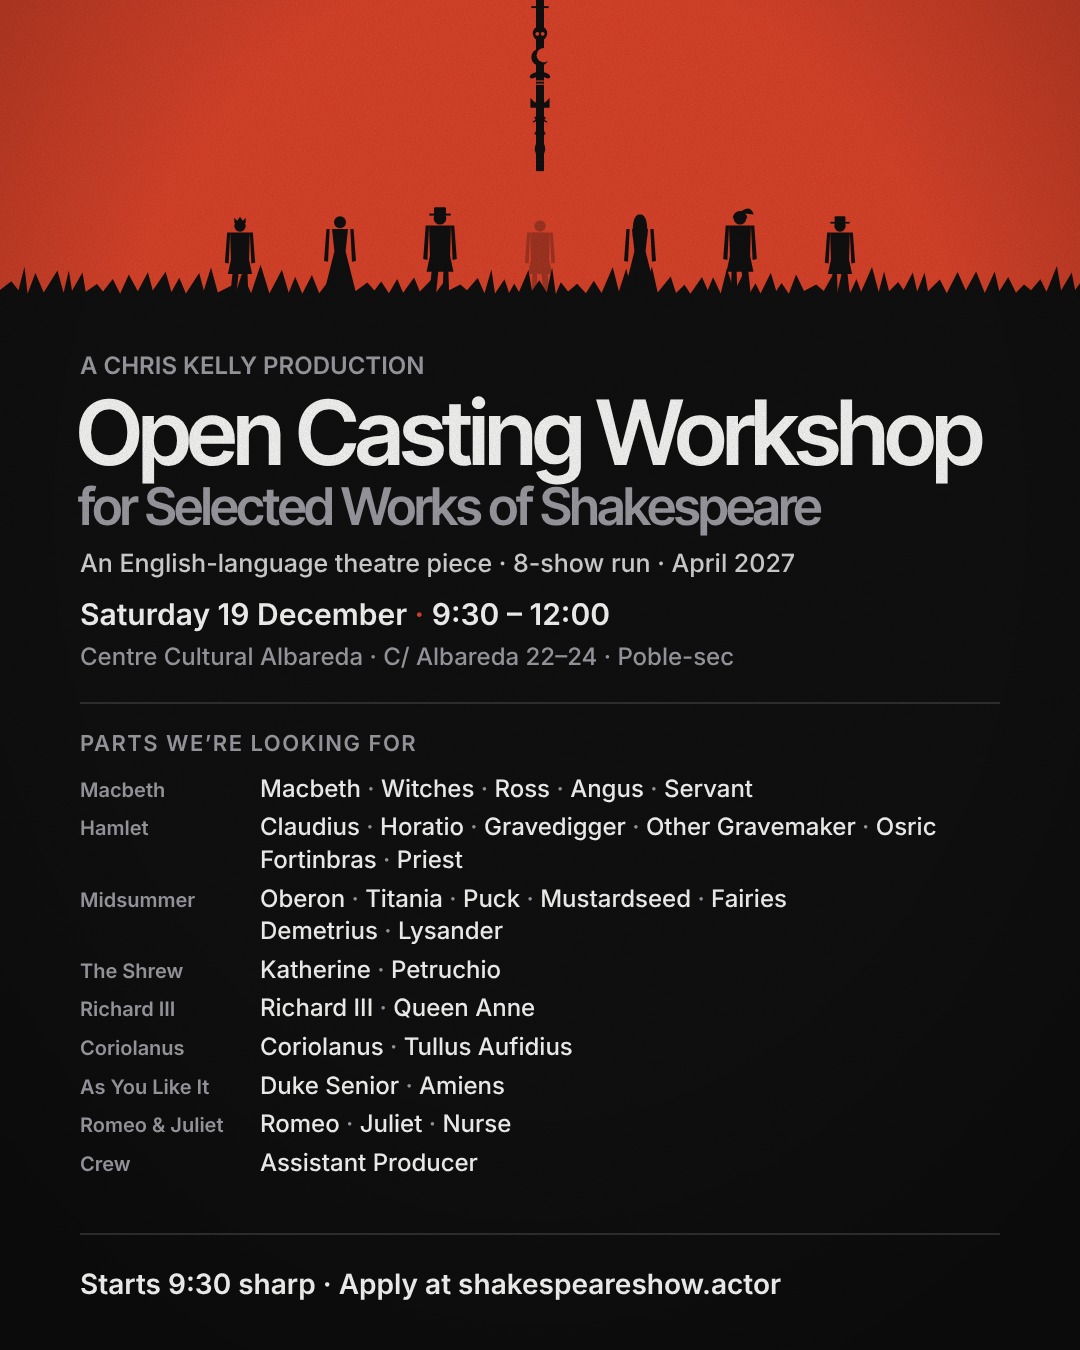 A CHRIS KELLY PRODUCTION
Open Casting Workshop
for Selected Works of Shakespeare
An English-language theatre piece · 8-show run · April 2027
Saturday 19 December · 9:30 – 12:00
Centre Cultural Albareda · C/ Albareda 22–24 · Poble-sec
PARTS WE’RE LOOKING FOR
Macbeth Macbeth · Witches · Ross · Angus · Servant
Hamlet Claudius · Horatio · Gravedigger · Other Gravemaker · Osric
Fortinbras · Priest
Midsummer Oberon · Titania · Puck · Mustardseed · Fairies
Demetrius · Lysander
The Shrew Katherine · Petruchio
Richard III Richard III · Queen Anne
Coriolanus Coriolanus · Tullus Aufidius
As You Like It Duke Senior · Amiens
Romeo & Juliet Romeo · Juliet · Nurse
Crew Assistant Producer
Starts 9:30 sharp · Apply at shakespeareshow.actor